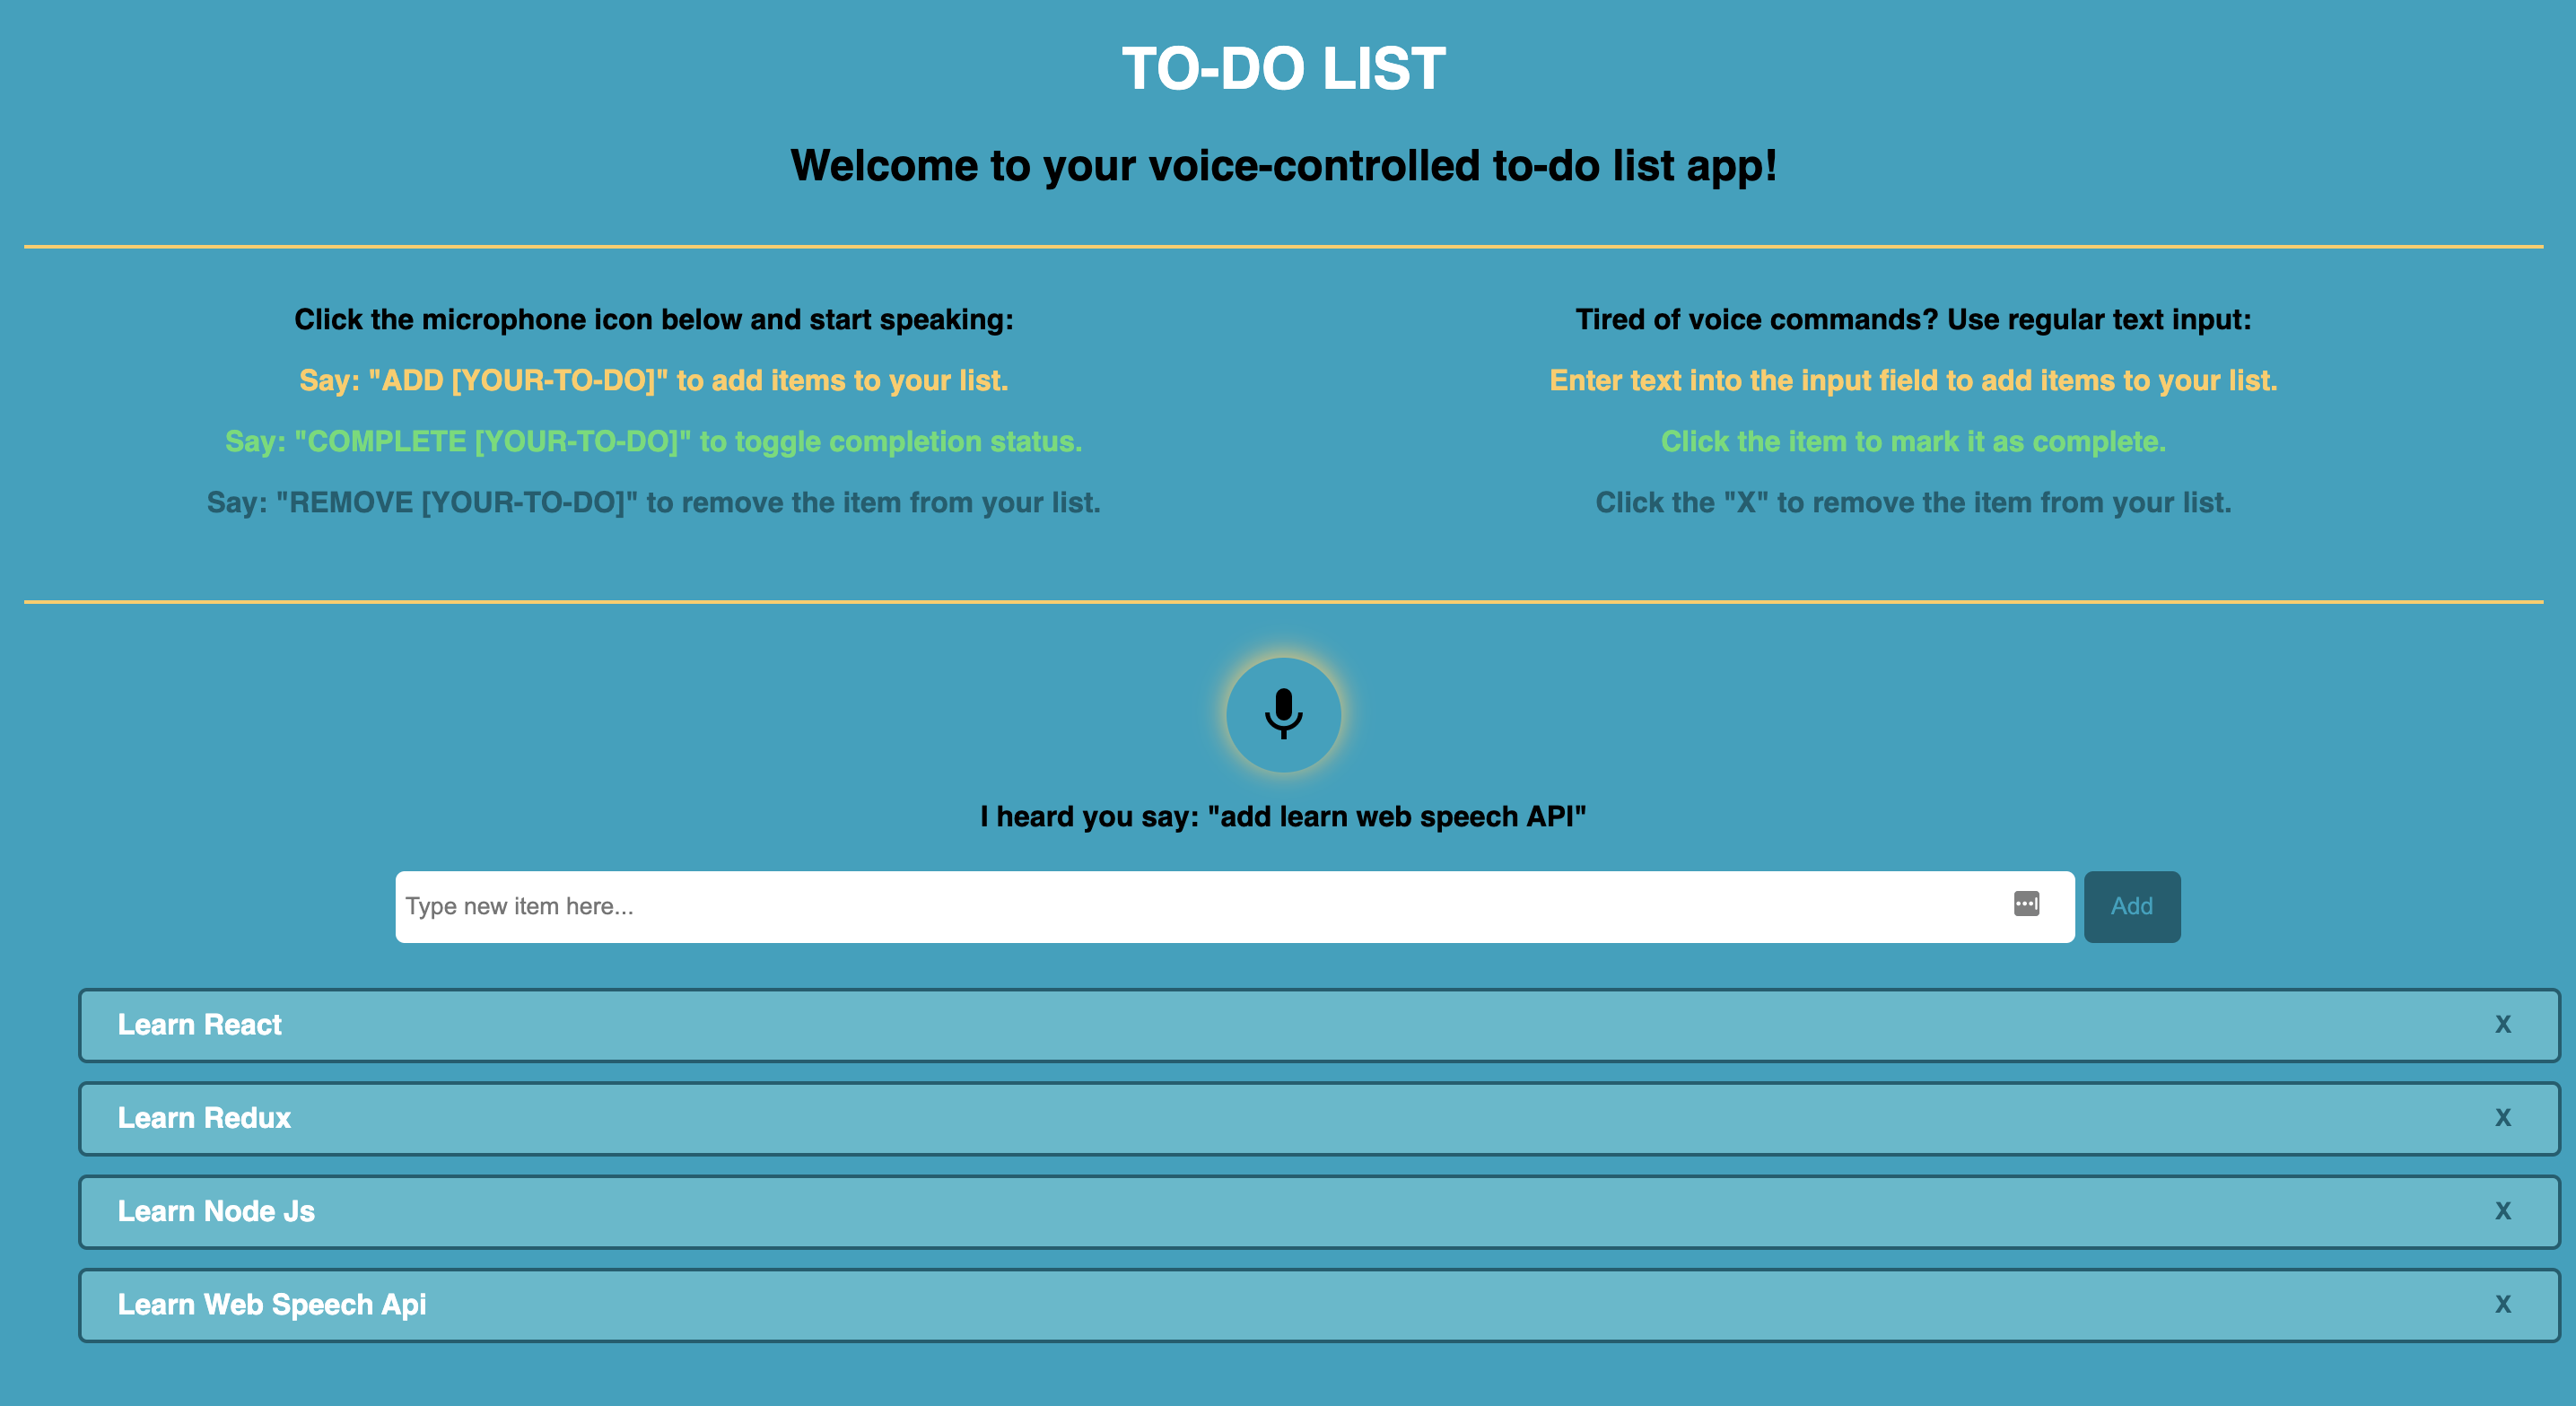 TO-DO LIST
Welcome to your voice-controlled to-do list app!
Click the microphone icon below and start speaking:
Say: "ADD [YOUR-TO-DO]" to add items to your list.
Say: "COMPLETE [YOUR-TO-DO]" to toggle completion status.
Say: "REMOVE [YOUR-TO-DO]" to remove the item from your list.
Tired of voice commands? Use regular text input:
Enter text into the input field to add items to your list.
Click the item to mark it as complete.
Click the "X" to remove the item from your list.
I heard you say: "add learn web speech API"
Type new item here...
Add
Learn React x
Learn Redux x
Learn Node Js x
Learn Web Speech Api x